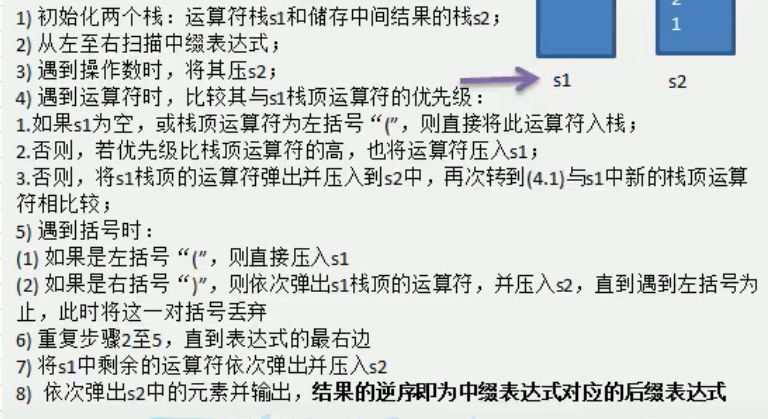 1) 初始化两个栈：运算符栈s1和储存中间结果的栈s2；
2) 从左至右扫描中缀表达式；
3) 遇到操作数时，将其压s2；
4) 遇到运算符时，比较其与s1栈顶运算符的优先级：
1.如果s1为空，或栈顶运算符为左括号“(”，则直接将此运算符入栈；
2.否则，若优先级比栈顶运算符的高，也将运算符压入s1；
3.否则，将s1栈顶的运算符弹出并压入到s2中，再次转到(4.1)与s1中新的栈顶运算
符相比较；
5) 遇到括号时：
(1) 如果是左括号“(”，则直接压入s1
(2) 如果是右括号“)”，则依次弹出s1栈顶的运算符，并压入s2，直到遇到左括号为
止，此时将这一对括号丢弃
6) 重复步骤2至5，直到表达式的最右边
7) 将s1中剩余的运算符依次弹出并压入s2
8) 依次弹出s2中的元素并输出，结果的逆序即为中缀表达式对应的后缀表达式
2
1
s1
s2